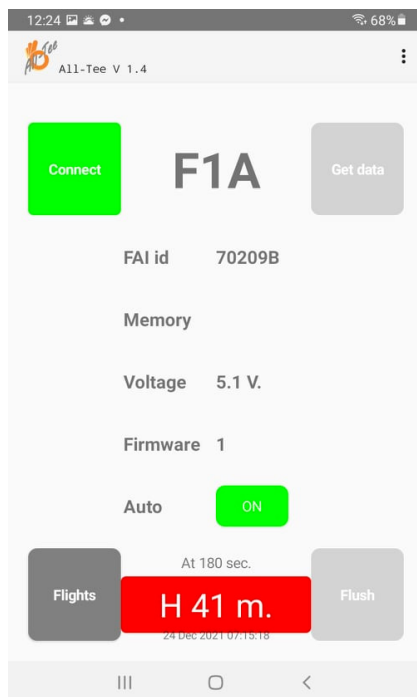 12:24 68%
All-Tee V 1.4
Connect F1A Get data
FAI id 70209B
Memory
Voltage 5.1 V.
Firmware 1
Auto ON
At 180 sec.
Flights H 41 m. Flush
24 Dec 2021 07:15:18